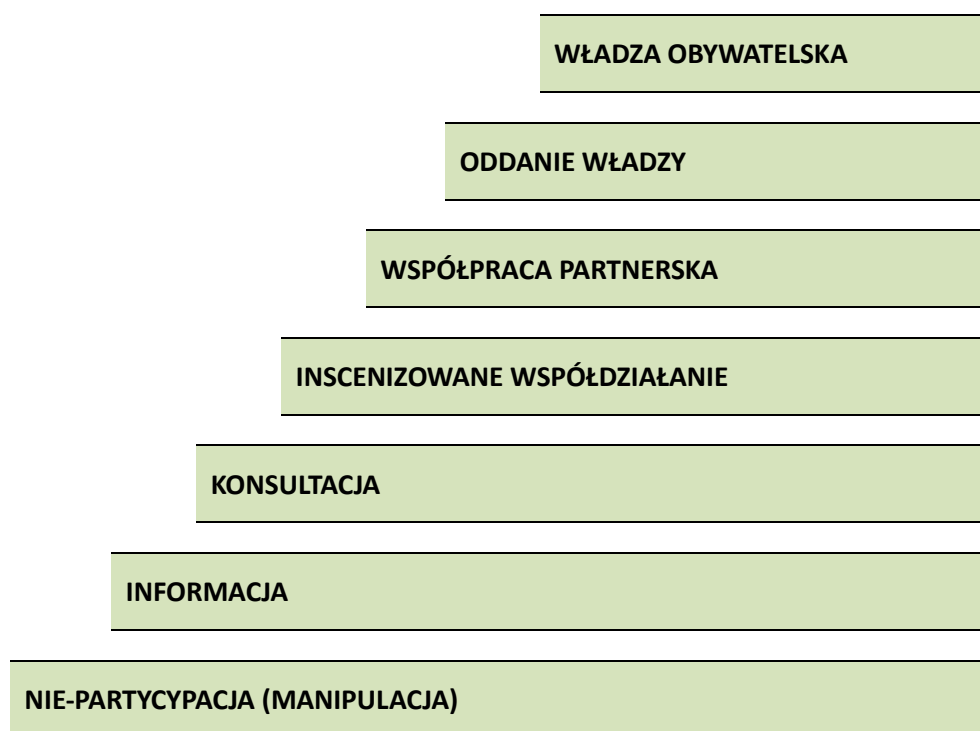 WŁADZA OBYWATELSKA
ODDANIE WŁADZY
WSPÓŁPRACA PARTNERSKA
INSCENIZOWANE WSPÓŁDZIAŁANIE
KONSULTACJA
INFORMACJA
NIE-PARTYCYPACJA (MANIPULACJA)